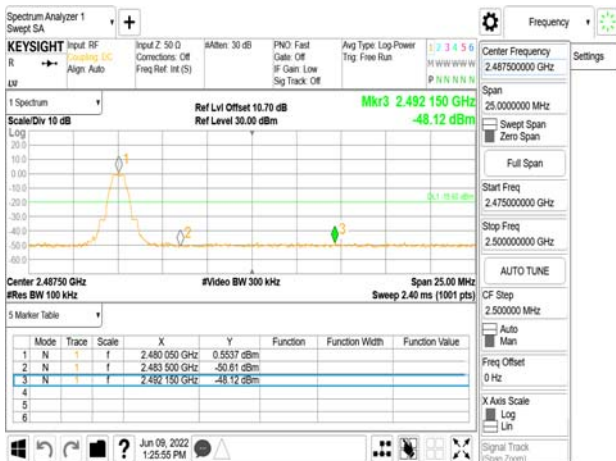 Spectrum Analyzer 1
Swept SA
Frequency
KEYSIGHT
R
Input: RF
Coupling: DC
Align: Auto
Input Z: 50 Ω
Corrections: Off
Freq Ref: Int (S)
#Atten: 30 dB
PNO: Fast
Gate: Off
IF Gain: Low
Sig Track: Off
Avg Type: Log-Power
Trig: Free Run
1 2 3 4 5 6
M W W W W W
P N N N N N
1 Spectrum
Scale/Div 10 dB
Ref Lvl Offset 10.70 dB
Ref Level 30.00 dBm
Mkr3 2.492 150 GHz
-48.12 dBm
Log
20.0
10.0
0.00
-10.0
-20.0
-30.0
-40.0
-50.0
-60.0
1
2
3
Center 2.48750 GHz
#Res BW 100 kHz
#Video BW 300 kHz
Span 25.00 MHz
Sweep 2.40 ms (1001 pts)
5 Marker Table
Mode Trace Scale X Y Function Function Width Function Value
1 N 1 f 2.480 050 GHz 0.5537 dBm
2 N 1 f 2.483 500 GHz -50.61 dBm
3 N 1 f 2.492 150 GHz -48.12 dBm
4
5
6
Jun 09, 2022
1:25:55 PM
Center Frequency
2.487500000 GHz
Settings
Span
25.0000000 MHz
Swept Span
Zero Span
Full Span
Start Freq
2.475000000 GHz
Stop Freq
2.500000000 GHz
AUTO TUNE
CF Step
2.500000 MHz
Auto
Man
Freq Offset
0 Hz
X Axis Scale
Log
Lin
Signal Track
(Span Zoom)